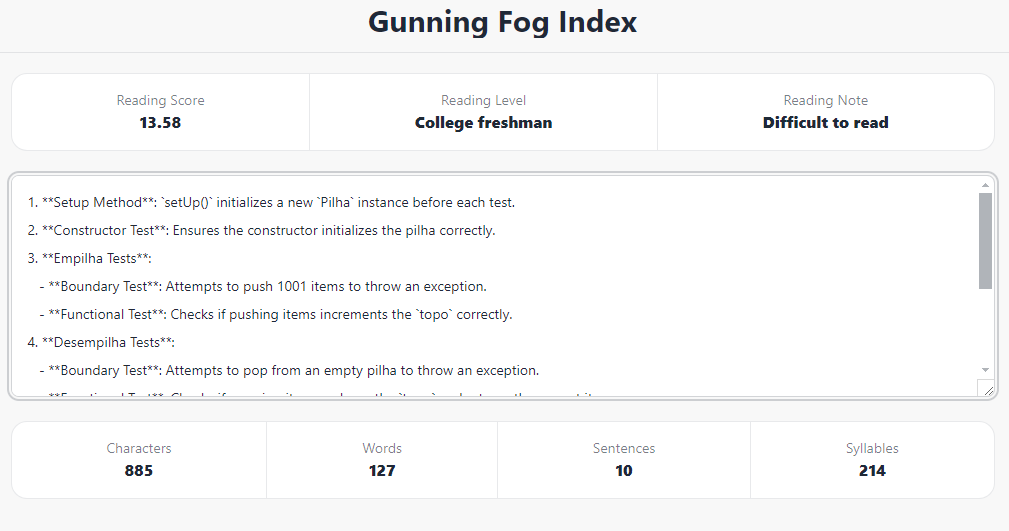 Gunning Fog Index
Reading Score
13.58
Reading Level
College freshman
Reading Note
Difficult to read
1. **Setup Method**: `setUp()` initializes a new `Pilha` instance before each test.
2. **Constructor Test**: Ensures the constructor initializes the pilha correctly.
3. **Empilha Tests**:
- **Boundary Test**: Attempts to push 1001 items to throw an exception.
- **Functional Test**: Checks if pushing items increments the `topo` correctly.
4. **Desempilha Tests**:
- **Boundary Test**: Attempts to pop from an empty pilha to throw an exception.
Characters
885
Words
127
Sentences
10
Syllables
214